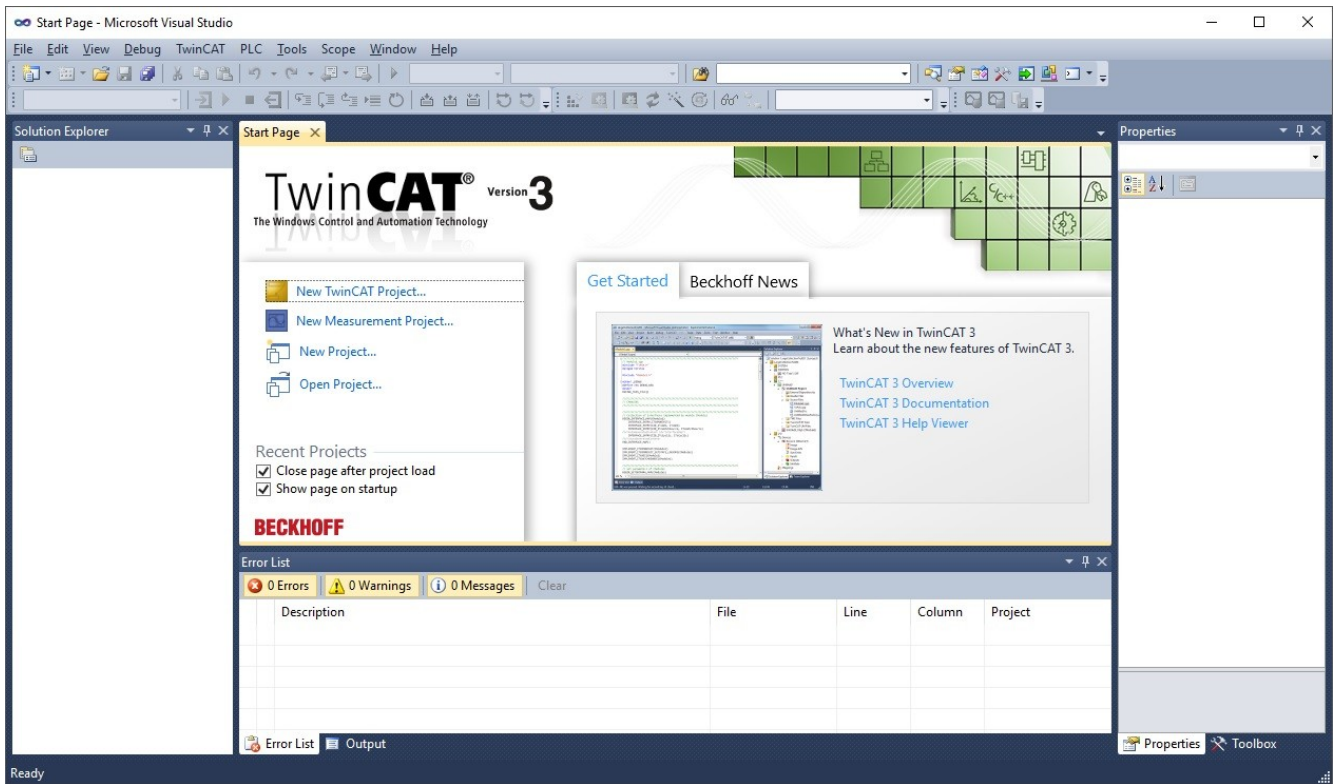 Start Page - Microsoft Visual Studio
File Edit View Debug TwinCAT PLC Tools Scope Window Help
Solution Explorer
Start Page
Properties
TwinCAT® Version 3
The Windows Control and Automation Technology
C/C++
New TwinCAT Project...
New Measurement Project...
New Project...
Open Project...
Recent Projects
Close page after project load
Show page on startup
BECKHOFF
Get Started Beckhoff News
What's New in TwinCAT 3
Learn about the new features of TwinCAT 3.
TwinCAT 3 Overview
TwinCAT 3 Documentation
TwinCAT 3 Help Viewer
Error List
0 Errors 0 Warnings 0 Messages Clear
Description File Line Column Project
Error List Output
Properties Toolbox
Ready